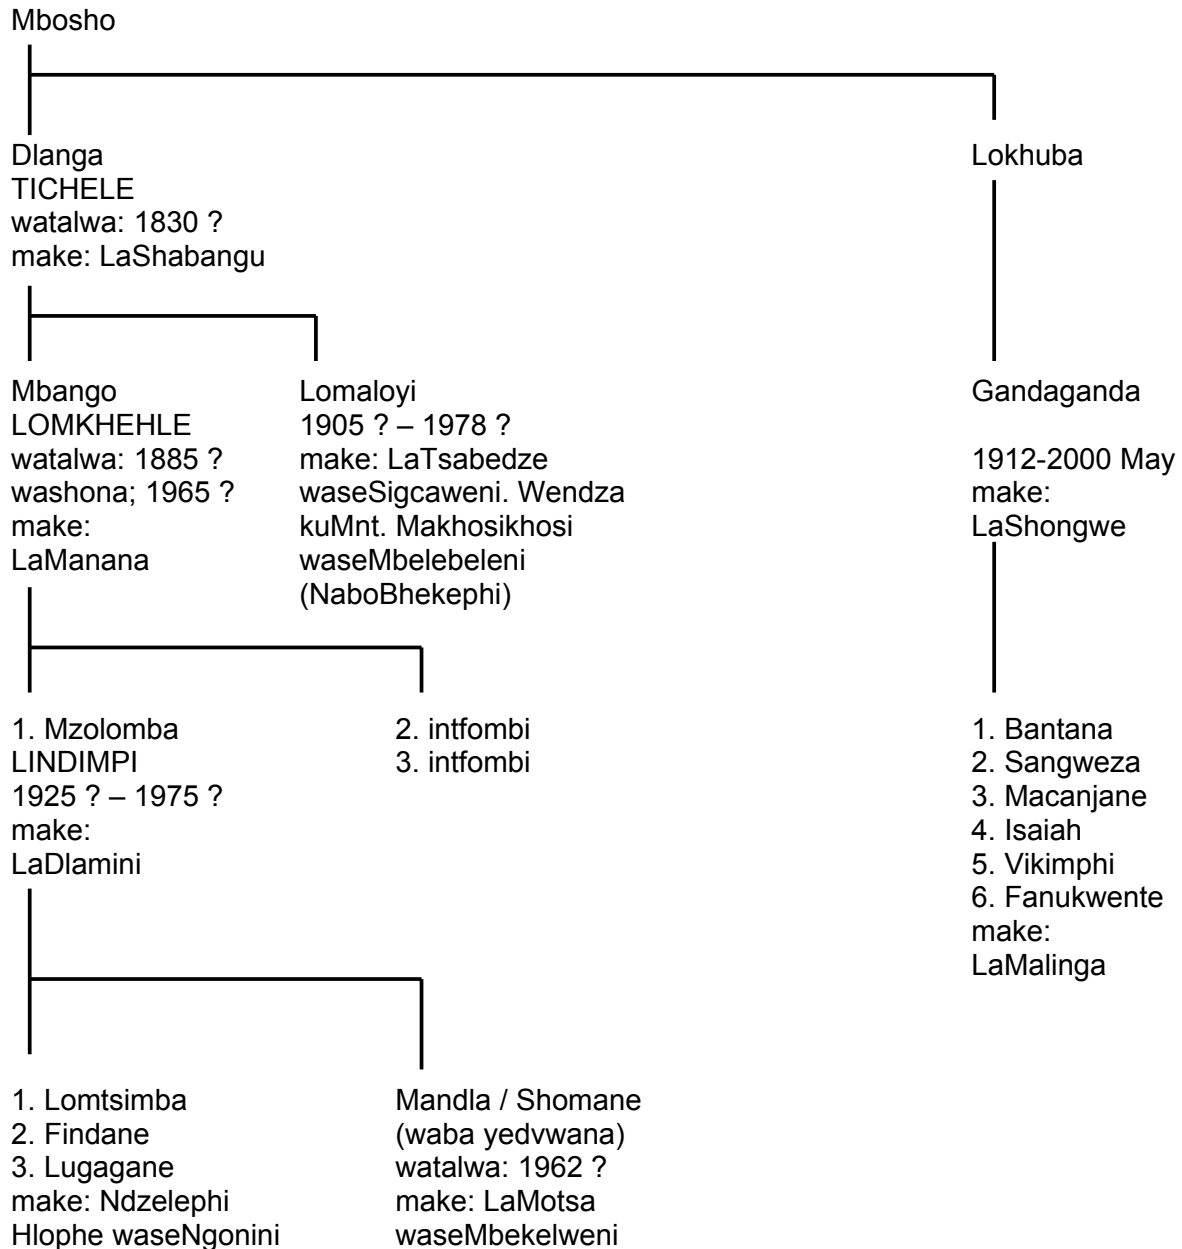 Mbosho
Dlanga
TICHELE
watalwa: 1830 ?
make: LaShabangu
Lokhuba
Mbango
LOMKHEHLE
watalwa: 1885 ?
washona; 1965 ?
make:
LaManana
Lomaloyi
1905 ? – 1978 ?
make: LaTsabedze
waseSigcaweni. Wendza
kuMnt. Makhosikhosi
waseMbelebeleni
(NaboBhekephi)
Gandaganda
1912-2000 May
make:
LaShongwe
1. Mzolomba
LINDIMPI
1925 ? – 1975 ?
make:
LaDlamini
2. intfombi
3. intfombi
1. Bantana
2. Sangweza
3. Macanjane
4. Isaiah
5. Vikimphi
6. Fanukwente
make:
LaMalinga
1. Lomtsimba
2. Findane
3. Lugagane
make: Ndzelephi
Hlophe waseNgonini
Mandla / Shomane
(waba yedvwana)
watalwa: 1962 ?
make: LaMotsa
waseMbekelweni